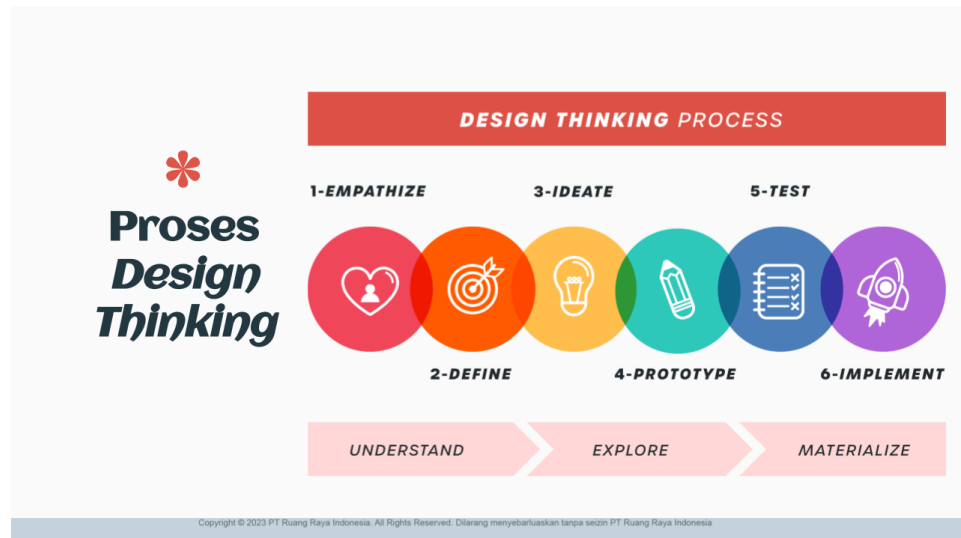 Proses
Design
Thinking
DESIGN THINKING PROCESS
1-EMPATHIZE
3-IDEATE
5-TEST
2-DEFINE
4-PROTOTYPE
6-IMPLEMENT
UNDERSTAND
EXPLORE
MATERIALIZE
Copyright © 2023 PT Ruang Raya Indonesia. All Rights Reserved. Dilarang menyebarluaskan tanpa seizin PT Ruang Raya Indonesia